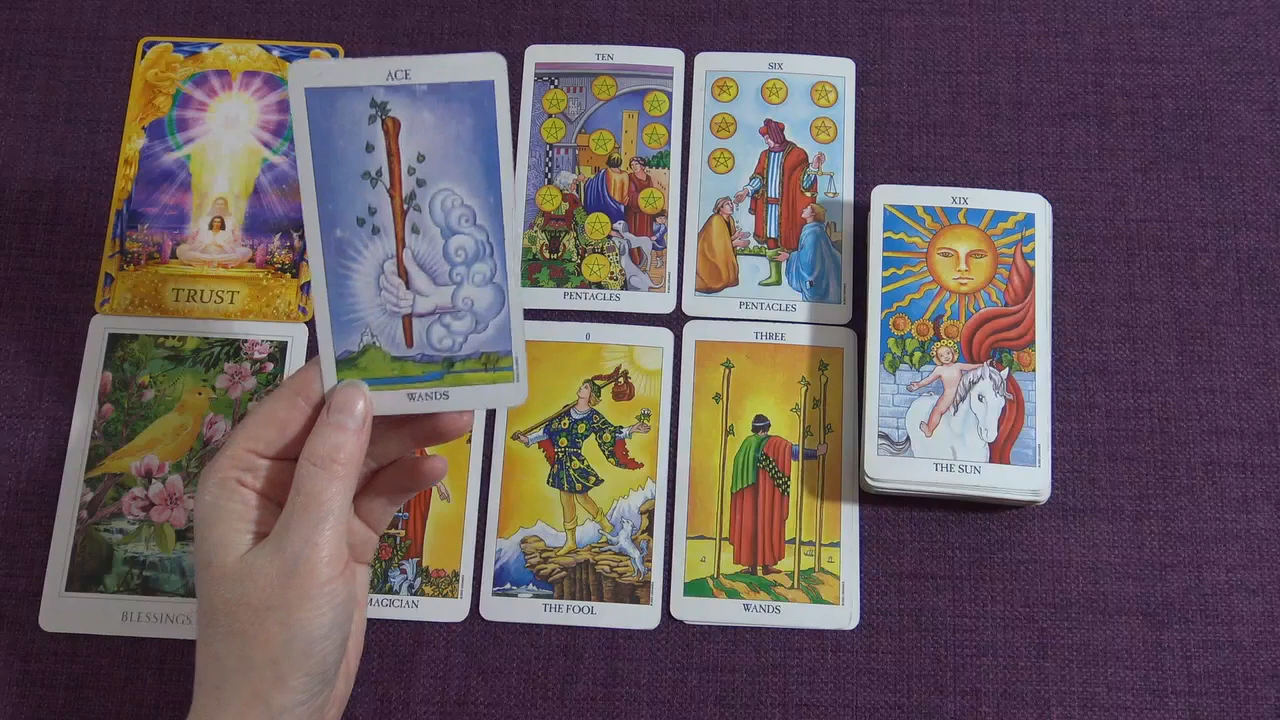 TRUST
ACE
WANDS
TEN
PENTACLES
SIX
PENTACLES
XIX
THE SUN
BLESSINGS
MAGICIAN
0
THE FOOL
THREE
WANDS